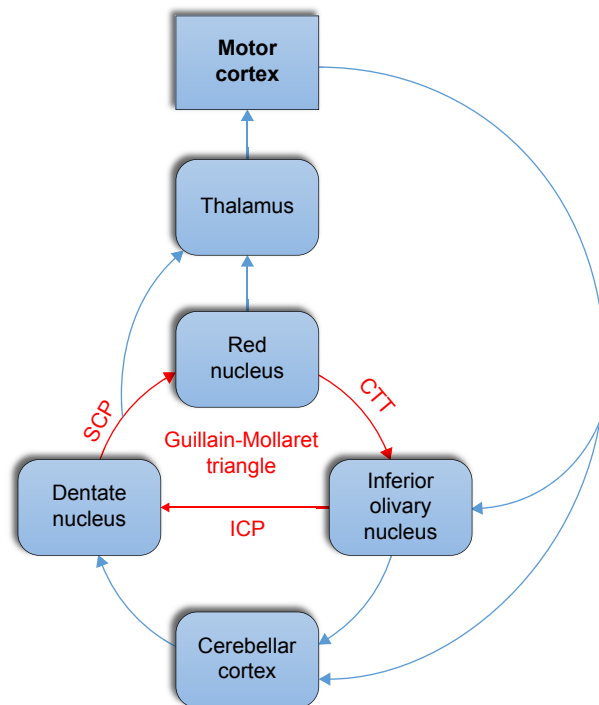 Motor
cortex
Thalamus
Red
nucleus
SCP
CTT
Guillain-Mollaret
triangle
Dentate
nucleus
Inferior
olivary
nucleus
ICP
Cerebellar
cortex